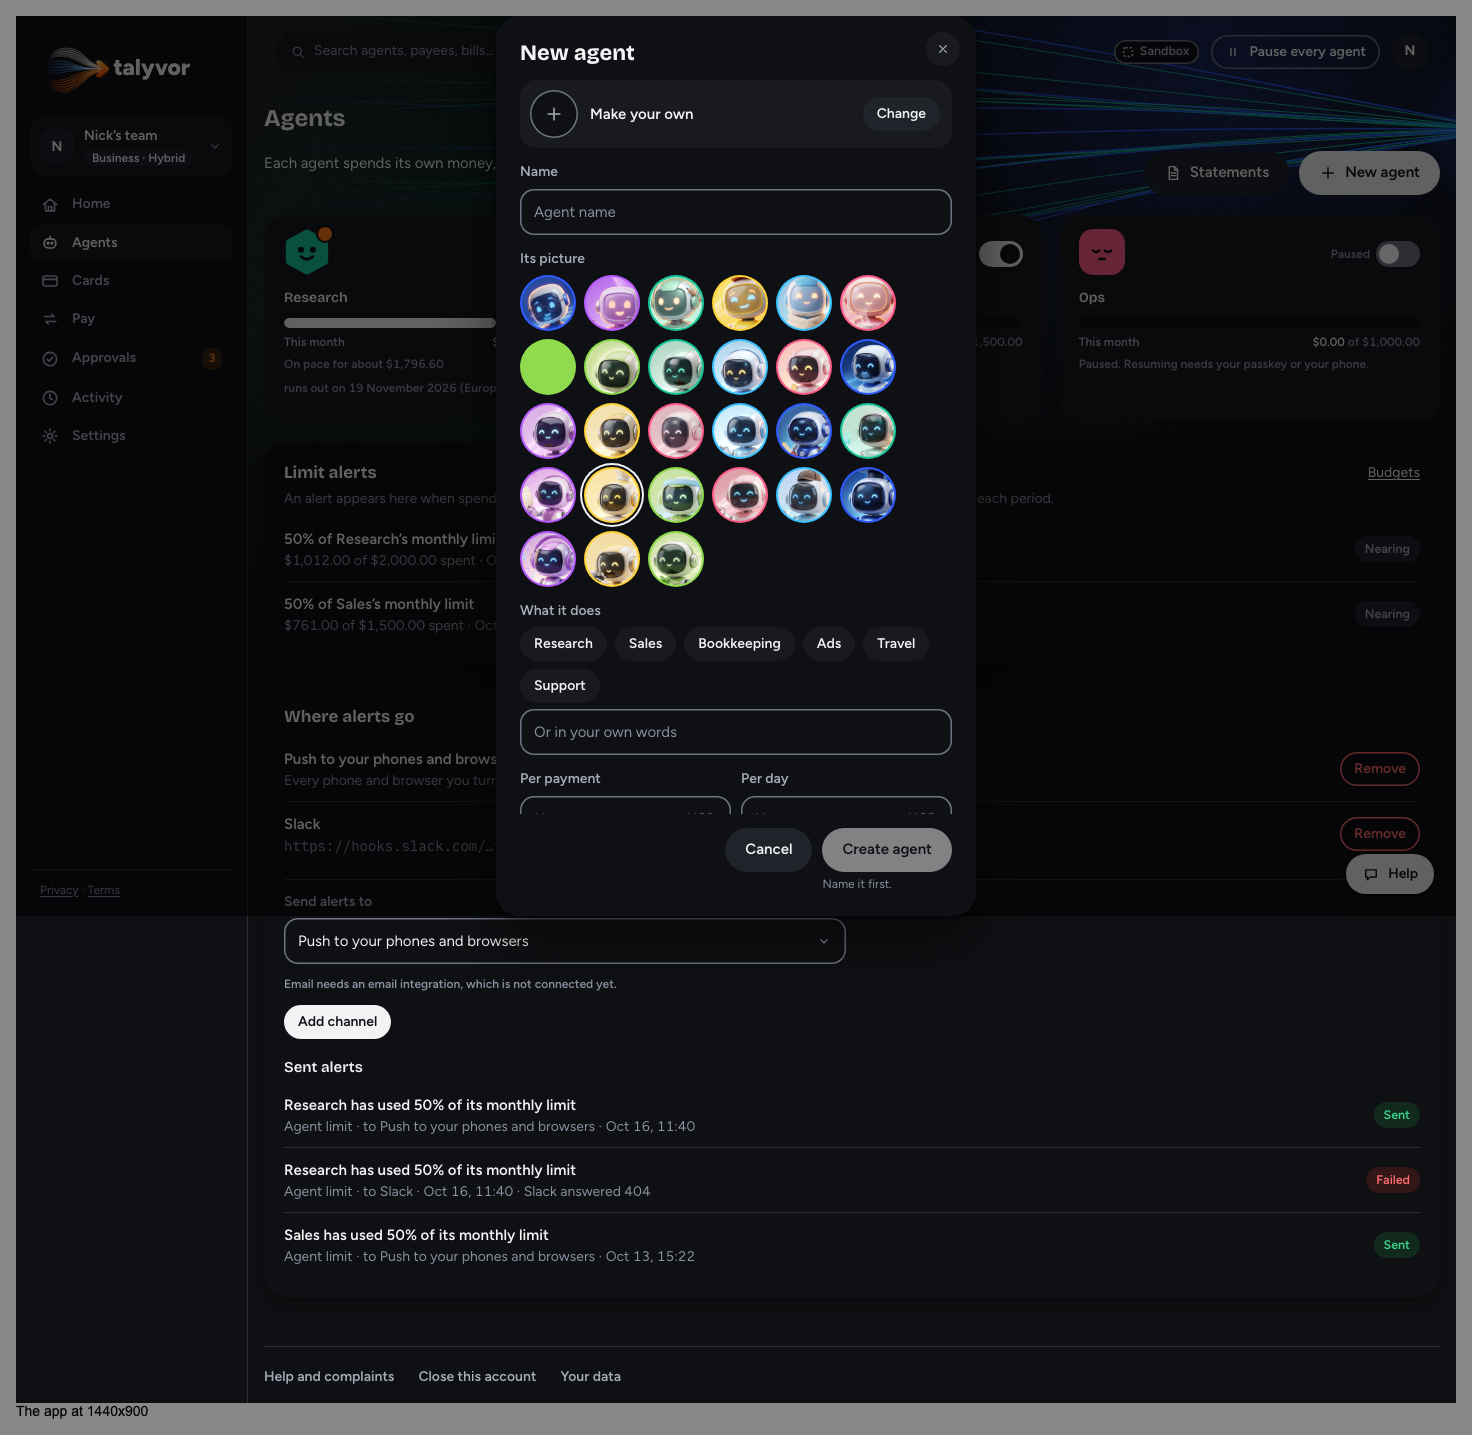 talyvor
Search agents, payees, bills...
Sandbox
Pause every agent
N
N
Nick's team
Business · Hybrid
Home
Agents
Cards
Pay
Approvals
3
Activity
Settings
Privacy · Terms
Agents
Each agent spends its own money,
Statements
New agent
Research
This month
On pace for about $1,796.60
runs out on 19 November 2026 (Europ
,500.00
Paused
Ops
This month
$0.00 of $1,000.00
Paused. Resuming needs your passkey or your phone.
Limit alerts
Budgets
An alert appears here when spend
each period.
50% of Research's monthly limi
$1,012.00 of $2,000.00 spent · O
Nearing
50% of Sales's monthly limit
$761.00 of $1,500.00 spent · Oct
Nearing
Where alerts go
Push to your phones and brows
Every phone and browser you turn
Remove
Slack
https://hooks.slack.com/…
Remove
Help
New agent
Make your own
Change
Name
Agent name
Its picture
What it does
Research
Sales
Bookkeeping
Ads
Travel
Support
Or in your own words
Per payment
Per day
Cancel
Create agent
Name it first.
Send alerts to
Push to your phones and browsers
Email needs an email integration, which is not connected yet.
Add channel
Sent alerts
Research has used 50% of its monthly limit
Agent limit · to Push to your phones and browsers · Oct 16, 11:40
Sent
Research has used 50% of its monthly limit
Agent limit · to Slack · Oct 16, 11:40 · Slack answered 404
Failed
Sales has used 50% of its monthly limit
Agent limit · to Push to your phones and browsers · Oct 13, 15:22
Sent
Help and complaints
Close this account
Your data
The app at 1440x900